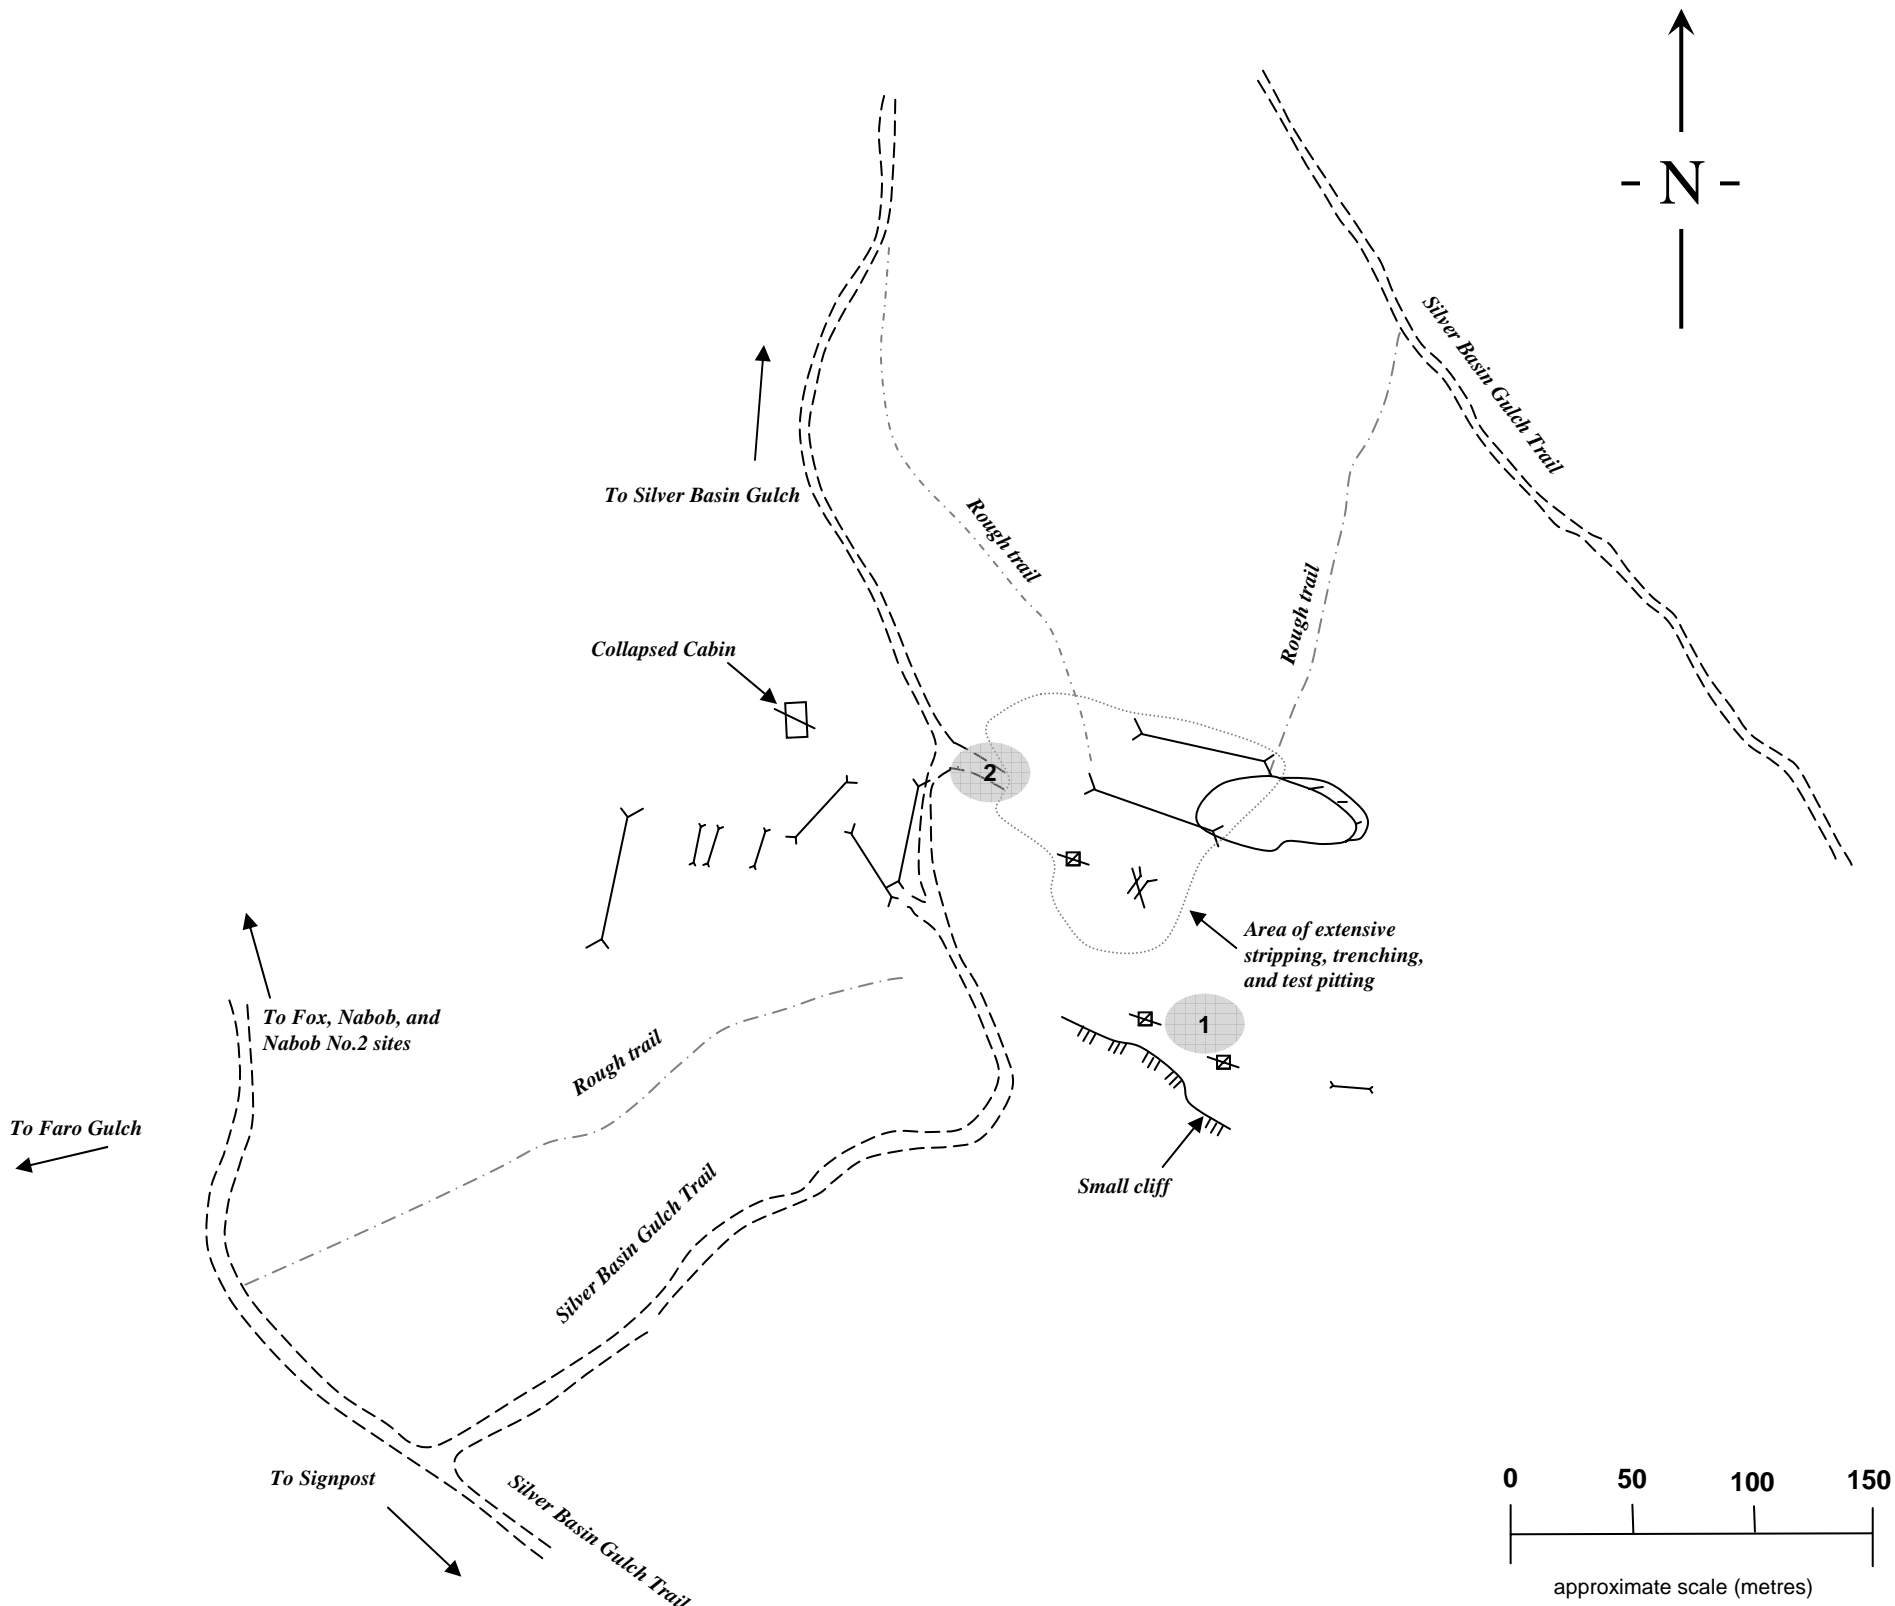 - N -
Silver Basin Gulch Trail
To Silver Basin Gulch
Rough trail
Rough trail
Collapsed Cabin
2
Area of extensive
stripping, trenching,
and test pitting
To Fox, Nabob, and
Nabob No.2 sites
1
Rough trail
To Faro Gulch
Small cliff
Silver Basin Gulch Trail
To Signpost
Silver Basin Gulch Trail
0 50 100 150
approximate scale (metres)